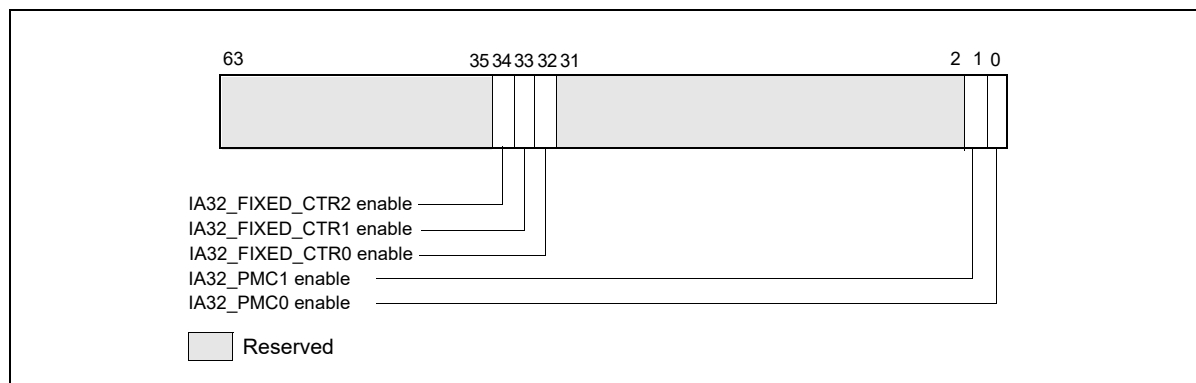 63 35 34 33 32 31 2 1 0
IA32_FIXED_CTR2 enable
IA32_FIXED_CTR1 enable
IA32_FIXED_CTR0 enable
IA32_PMC1 enable
IA32_PMC0 enable
Reserved